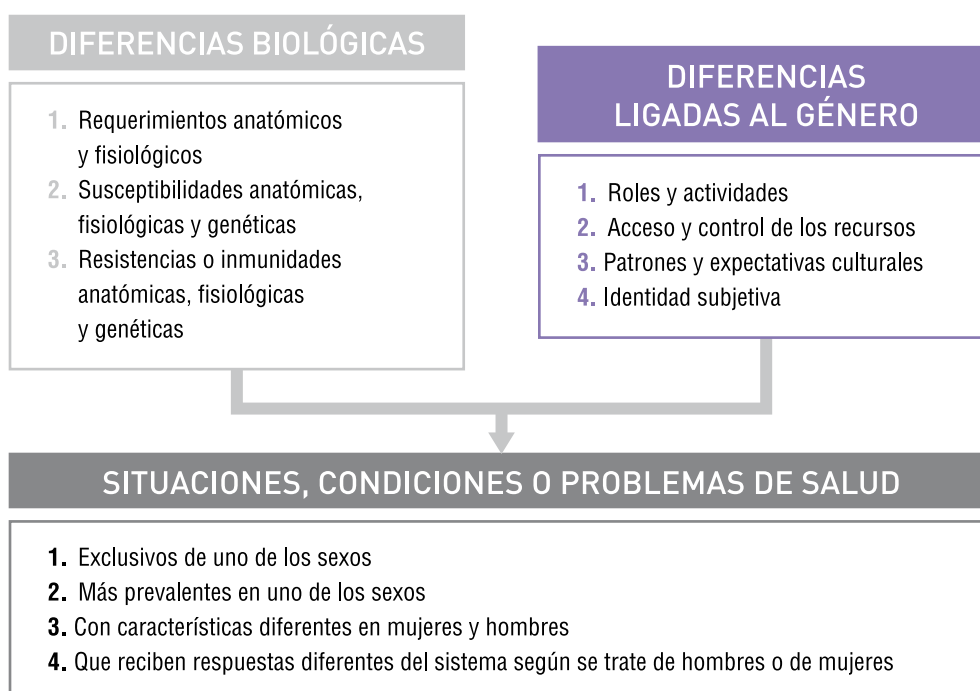 DIFERENCIAS BIOLÓGICAS
1. Requerimientos anatómicos
y fisiológicos
2. Susceptibilidades anatómicas,
fisiológicas y genéticas
3. Resistencias o inmunidades
anatómicas, fisiológicas
y genéticas
DIFERENCIAS
LIGADAS AL GÉNERO
1. Roles y actividades
2. Acceso y control de los recursos
3. Patrones y expectativas culturales
4. Identidad subjetiva
SITUACIONES, CONDICIONES O PROBLEMAS DE SALUD
1. Exclusivos de uno de los sexos
2. Más prevalentes en uno de los sexos
3. Con características diferentes en mujeres y hombres
4. Que reciben respuestas diferentes del sistema según se trate de hombres o de mujeres